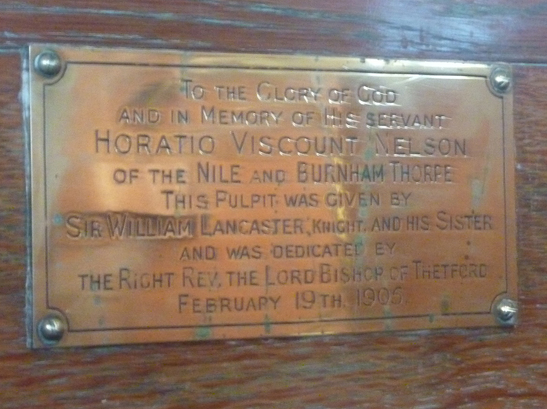 To the Glory of God
and in Memory of His servant
Horatio Viscount Nelson
of the Nile and Burnham Thorpe
This Pulpit was given by
Sir William Lancaster, Knight, and his Sister
and was dedicated by
the Right Rev. the Lord Bishop of Thetford
February 19th, 1905